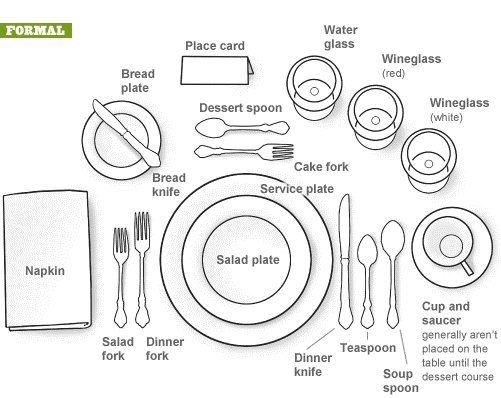 FORMAL
Place card
Water
glass
Wineglass
(red)
Wineglass
(white)
Bread
plate
Dessert spoon
Cake fork
Bread
knife
Service plate
Napkin
Salad plate
Salad
fork
Dinner
fork
Dinner
knife
Teaspoon
Soup
spoon
Cup and
saucer
generally aren't
placed on the
table until the
dessert course